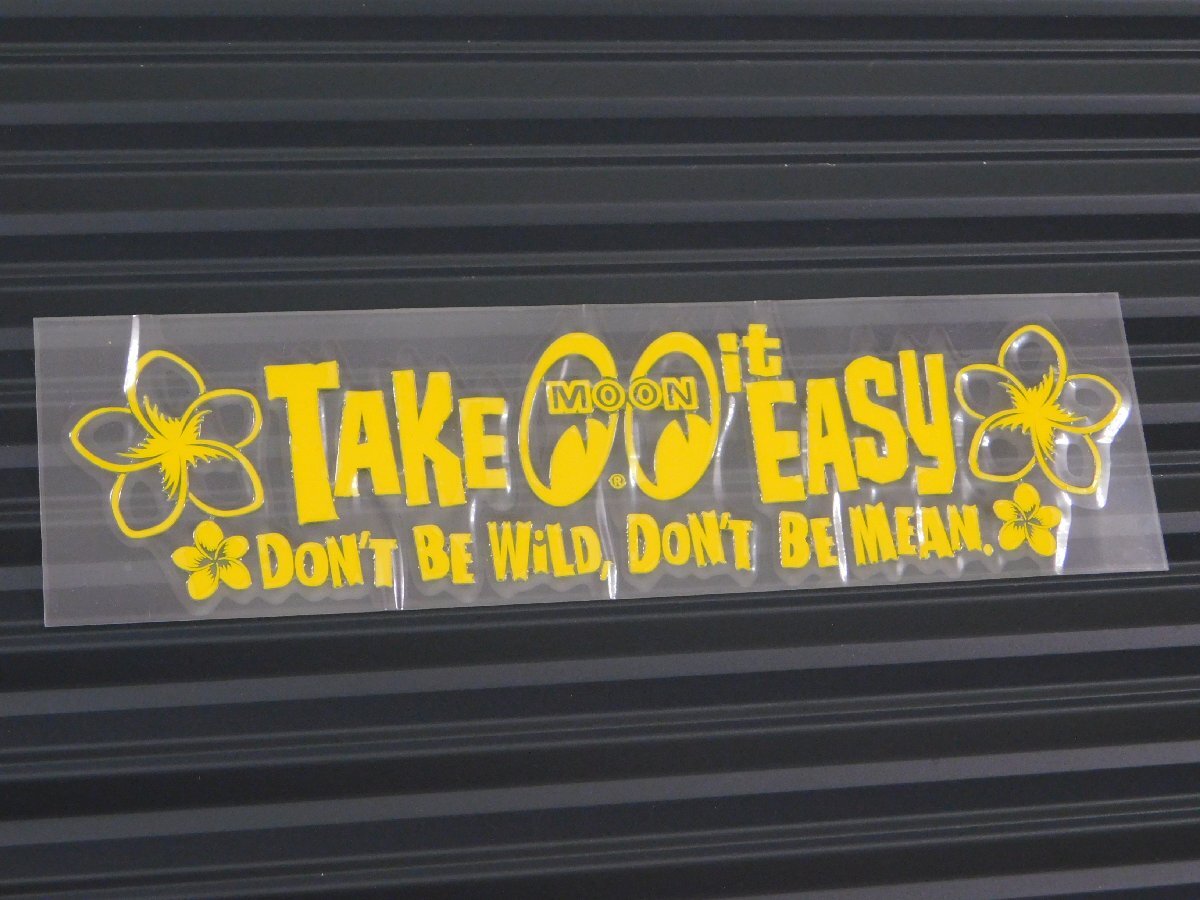 TAKE MOON® it EASY
DON'T BE WiLD, DON'T BE MEAN.